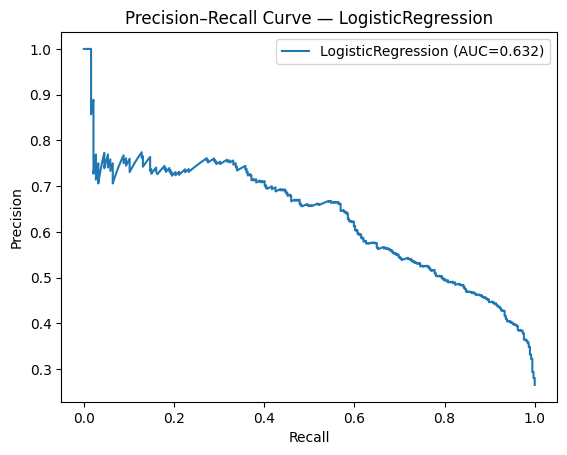 Precision–Recall Curve — LogisticRegression
LogisticRegression (AUC=0.632)
Precision
1.0
0.9
0.8
0.7
0.6
0.5
0.4
0.3
0.0 0.2 0.4 0.6 0.8 1.0
Recall